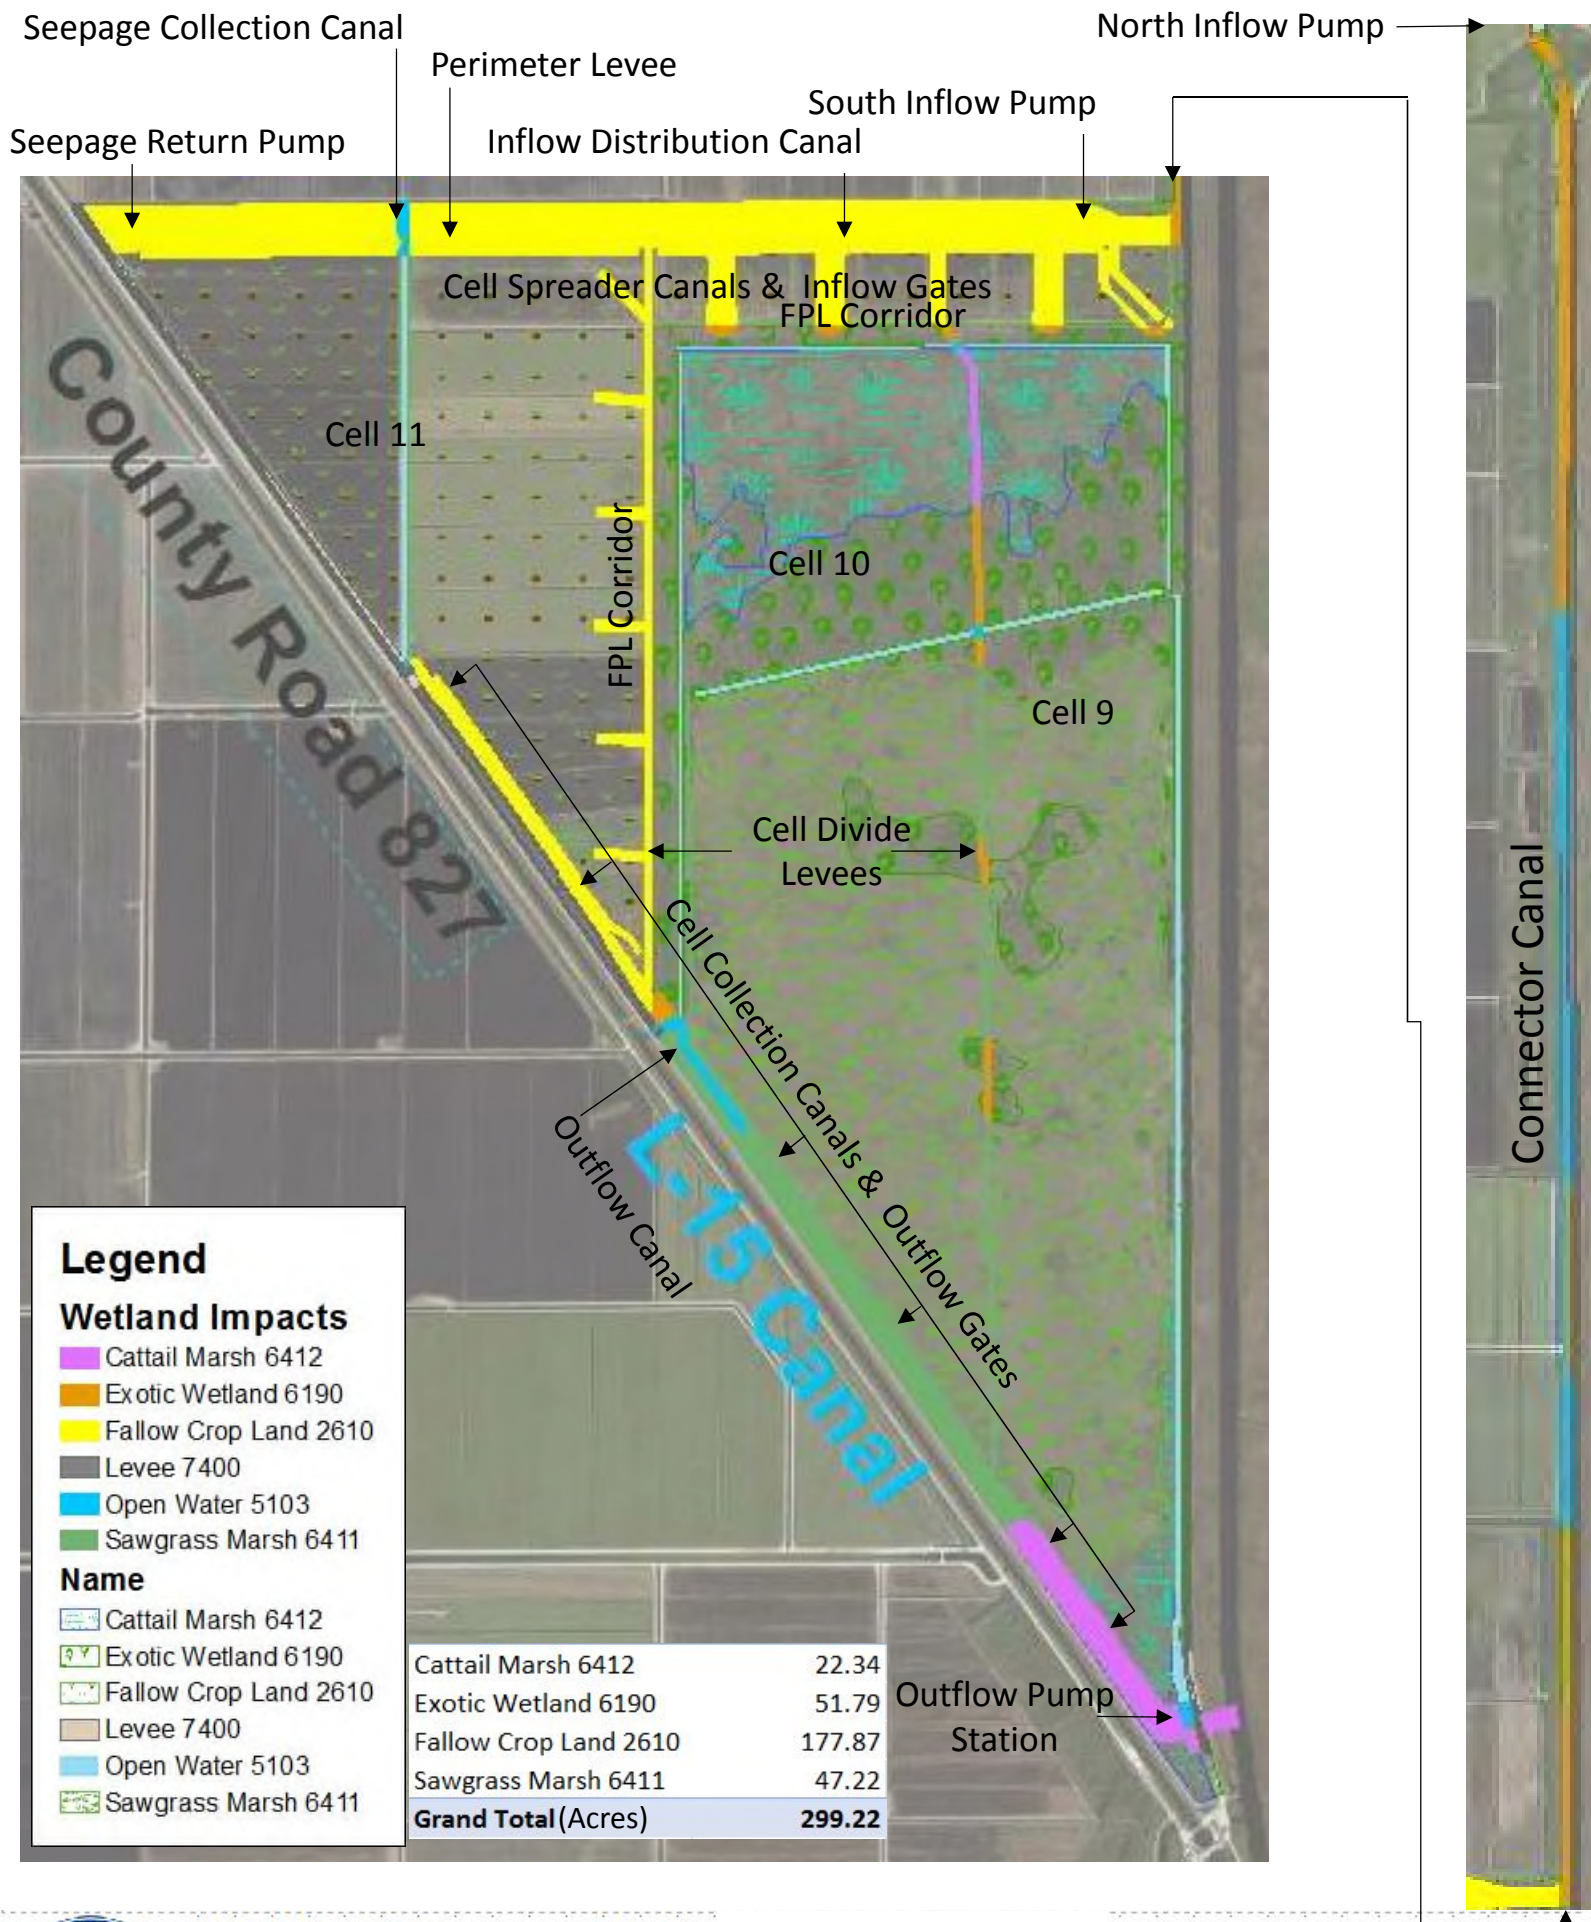 Seepage Collection Canal
North Inflow Pump
Perimeter Levee
South Inflow Pump
Seepage Return Pump
Inflow Distribution Canal
Cell Spreader Canals & Inflow Gates
FPL Corridor
Cell 11
County Road 827
FPL Corridor
Cell 10
Cell 9
Cell Divide
Levees
Connector Canal
Cell Collection Canals & Outflow Gates
Outflow Canal
L-15 Canal
Legend
Wetland Impacts
Cattail Marsh 6412
Exotic Wetland 6190
Fallow Crop Land 2610
Levee 7400
Open Water 5103
Sawgrass Marsh 6411
Name
Cattail Marsh 6412
Exotic Wetland 6190
Fallow Crop Land 2610
Levee 7400
Open Water 5103
Sawgrass Marsh 6411
Cattail Marsh 6412 22.34
Exotic Wetland 6190 51.79
Fallow Crop Land 2610 177.87
Sawgrass Marsh 6411 47.22
Grand Total (Acres) 299.22
Outflow Pump
Station